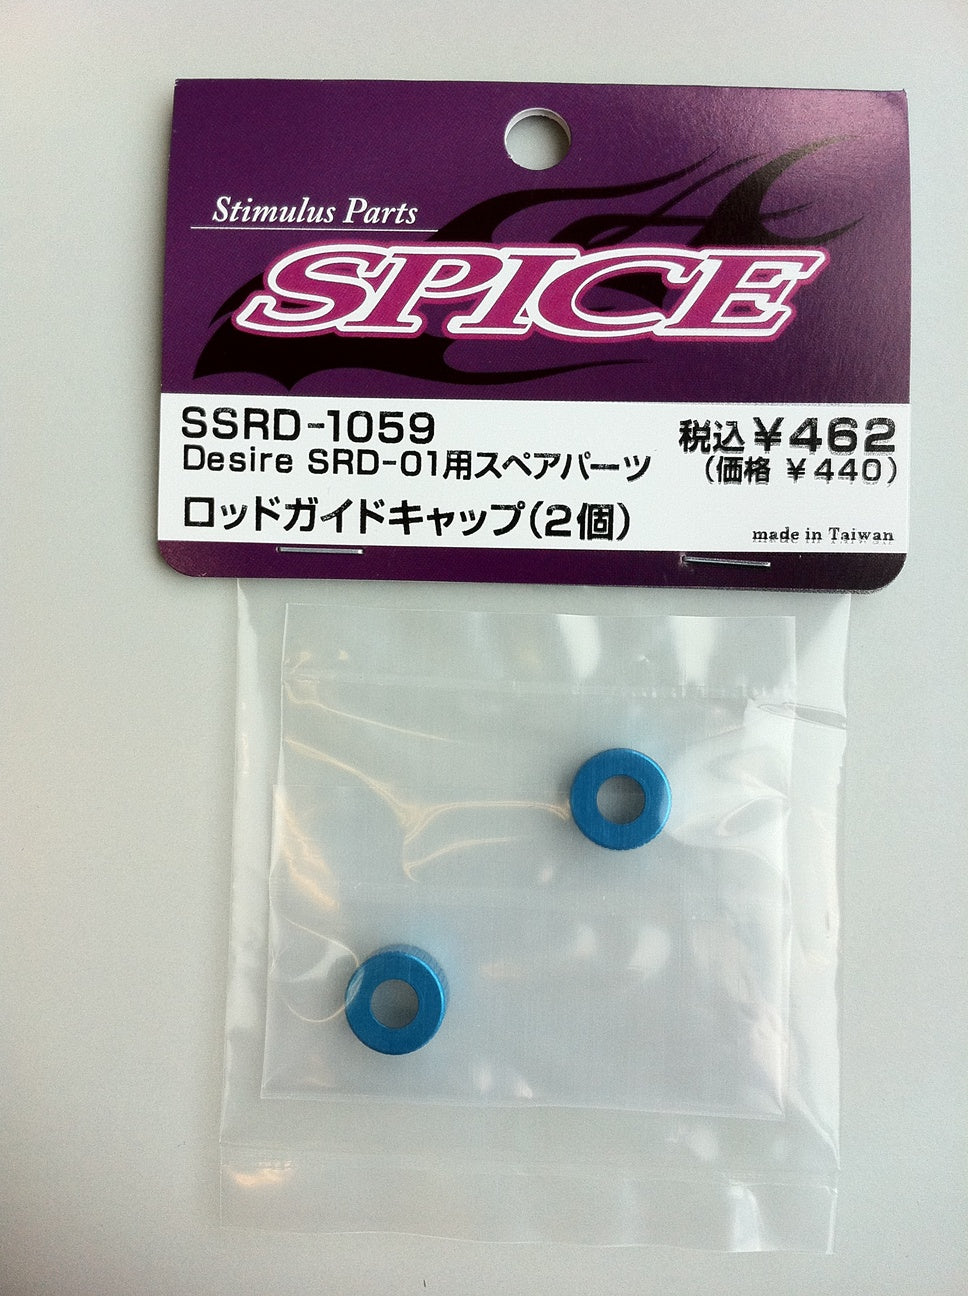 Stimulus Parts
SPICE
SSRD-1059
Desire SRD-01用スペアパーツ
ロッドガイドキャップ(2個)
税込¥462
(価格 ¥440)
made in Taiwan